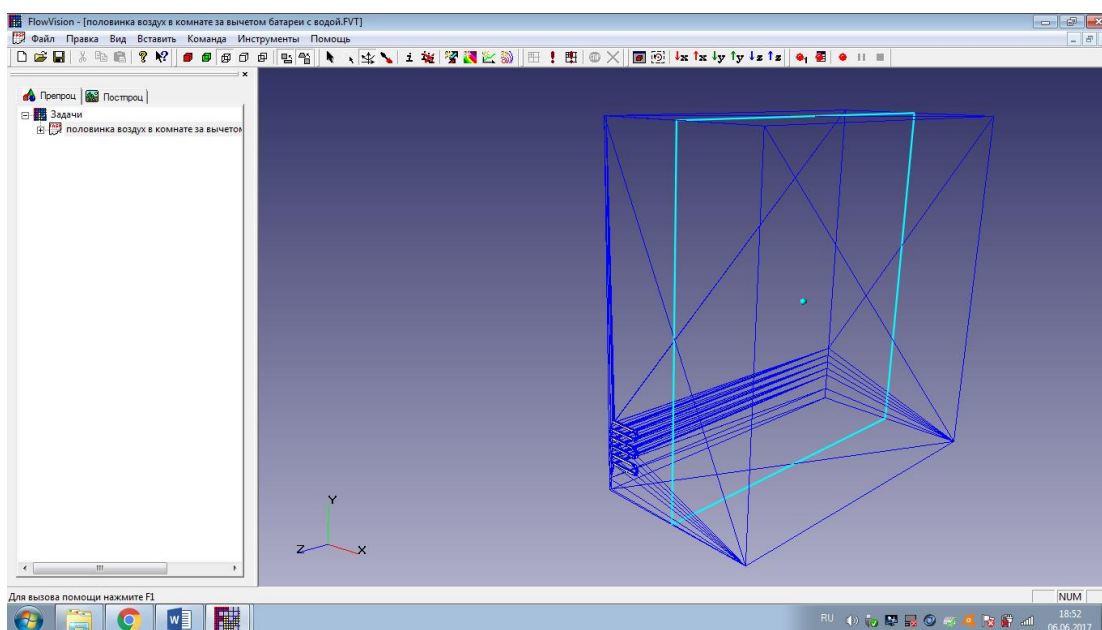 FlowVision - [половинка воздух в комнате за вычетом батареи с водой.FVT]
Файл Правка Вид Вставить Команда Инструменты Помощь
Препроц Постпроц
Задачи
половинка воздух в комнате за вычетом
Y
Z X
Для вызова помощи нажмите F1 NUM
RU 18:52
06.06.2017